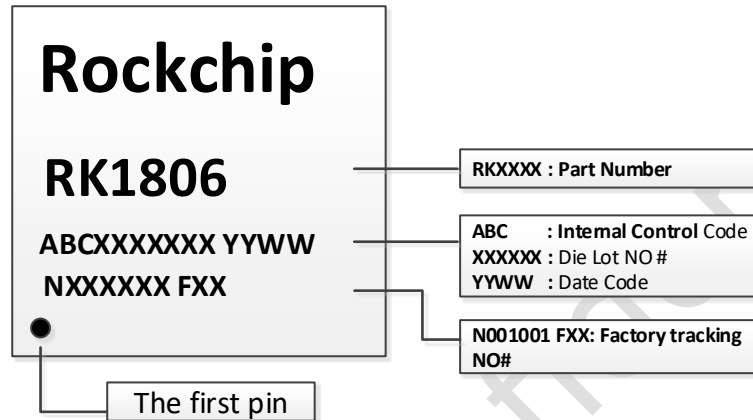 Rockchip
RK1806
RKXXXX : Part Number
ABCXXXXXXX YYWW
ABC : Internal Control Code
XXXXXX : Die Lot NO #
YYWW : Date Code
NXXXXXX FXX
N001001 FXX: Factory tracking
NO#
The first pin